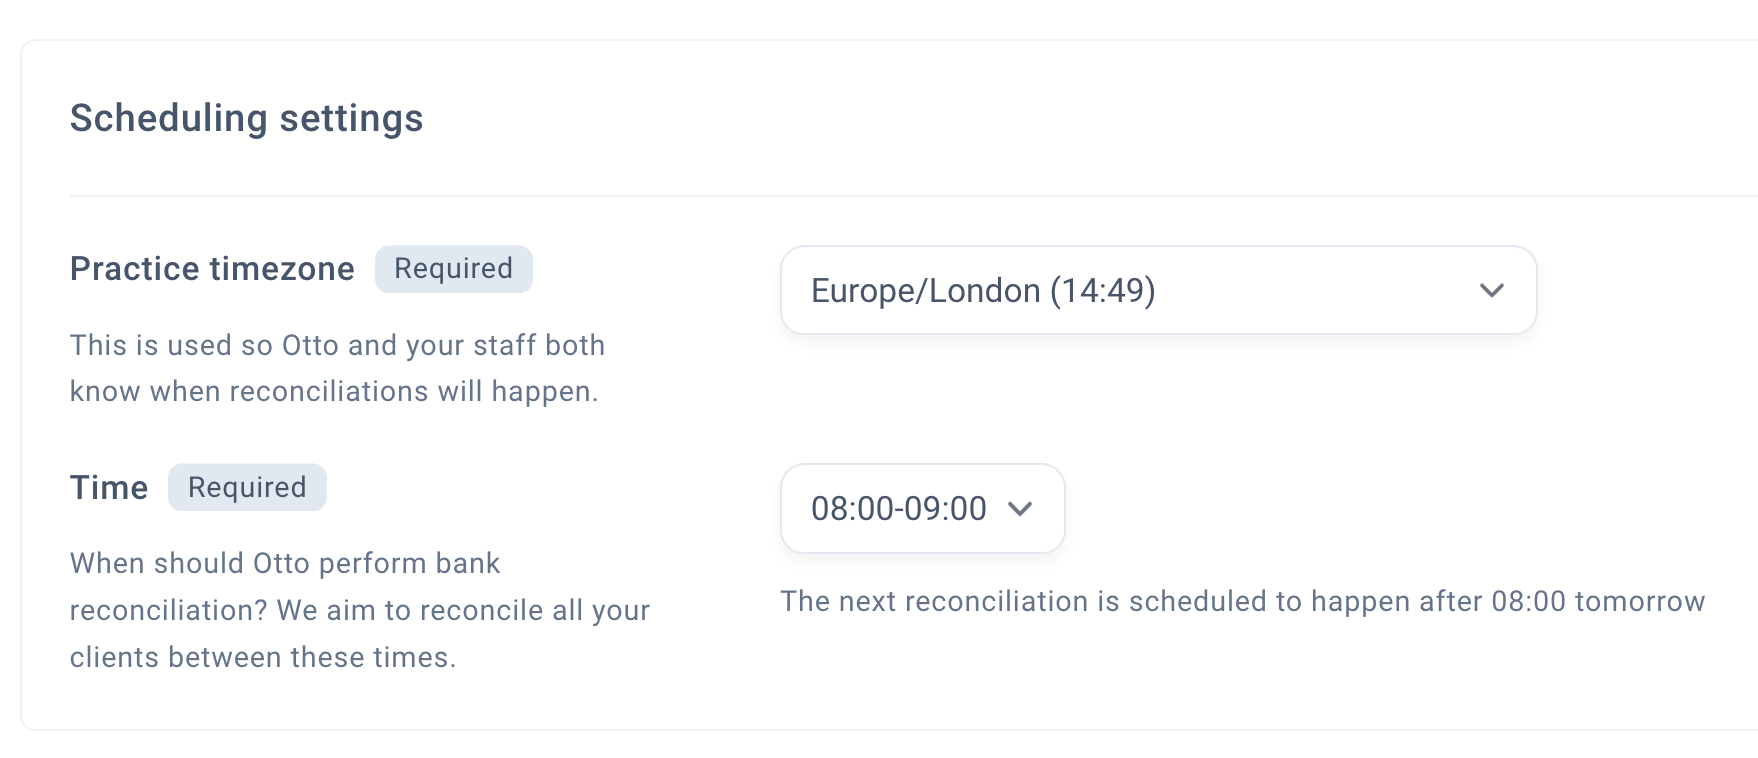 Scheduling settings
Practice timezone Required
Europe/London (14:49)
This is used so Otto and your staff both
know when reconciliations will happen.
Time Required
08:00-09:00
When should Otto perform bank
reconciliation? We aim to reconcile all your
clients between these times.
The next reconciliation is scheduled to happen after 08:00 tomorrow